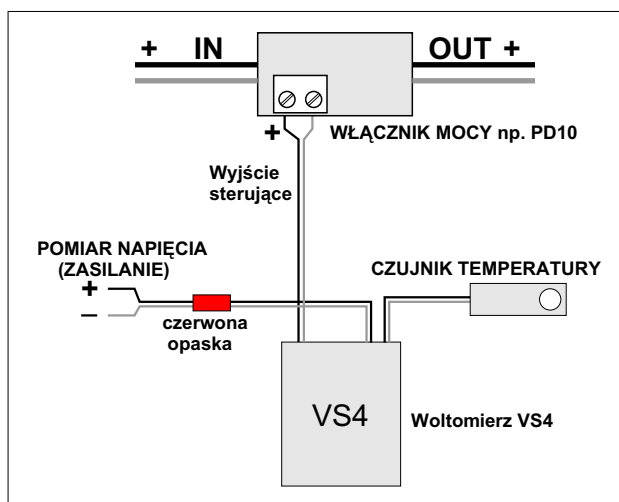 + IN OUT +
+ WŁĄCZNIK MOCY np. PD10
Wyjście
sterujące
POMIAR NAPIĘCIA
(ZASILANIE)
+
–
czerwona
opaska
CZUJNIK TEMPERATURY
VS4
Woltomierz VS4